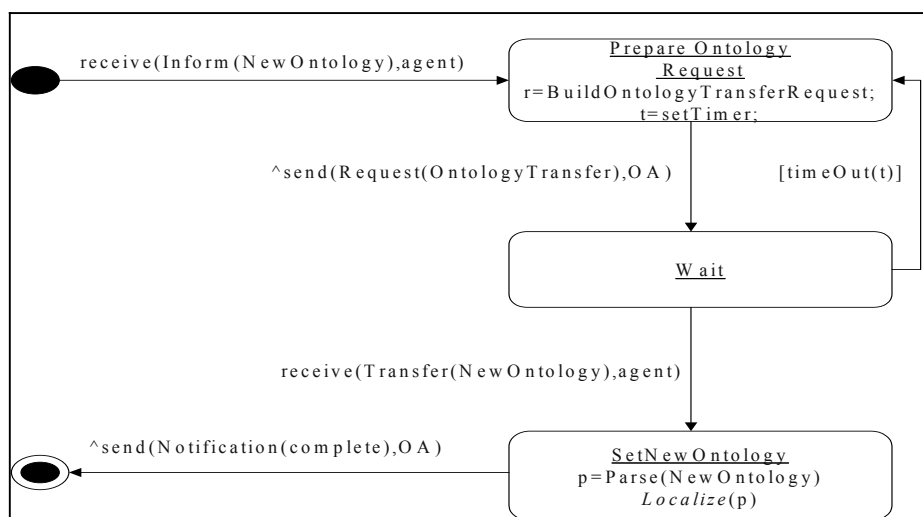 receive(Inform(NewOntology),agent)
Prepare Ontology
Request
r=BuildOntologyTransferRequest;
t=setTimer;
^send(Request(OntologyTransfer),OA)
[timeOut(t)]
Wait
receive(Transfer(NewOntology),agent)
^send(Notification(complete),OA)
SetNewOntology
p=Parse(NewOntology)
Localize(p)